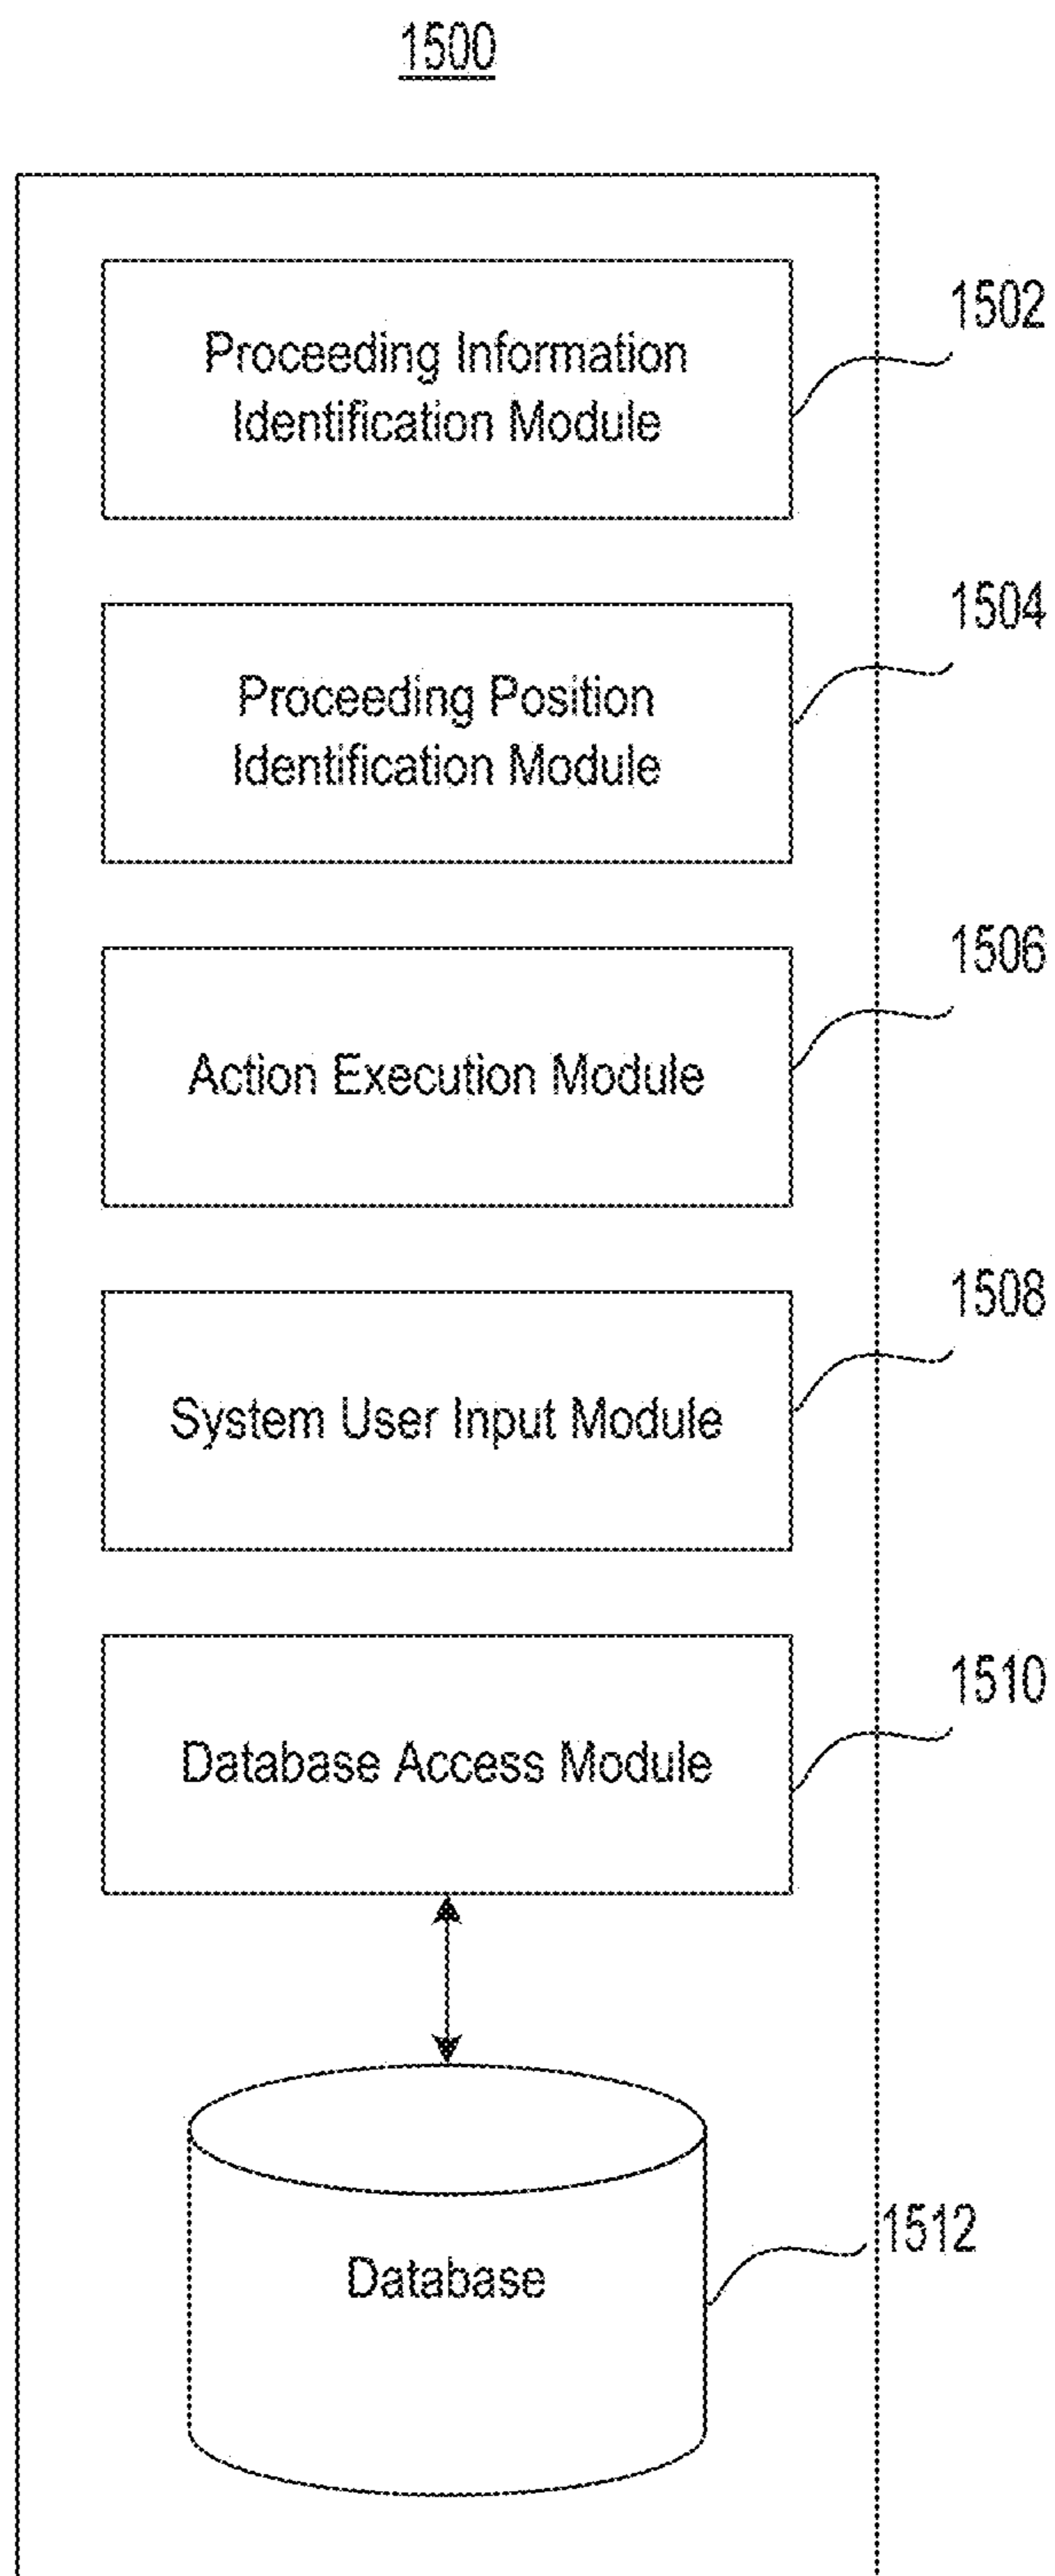 1500
Proceeding Information
Identification Module
1502
Proceeding Position
Identification Module
1504
Action Execution Module
1506
System User Input Module
1508
Database Access Module
1510
Database
1512